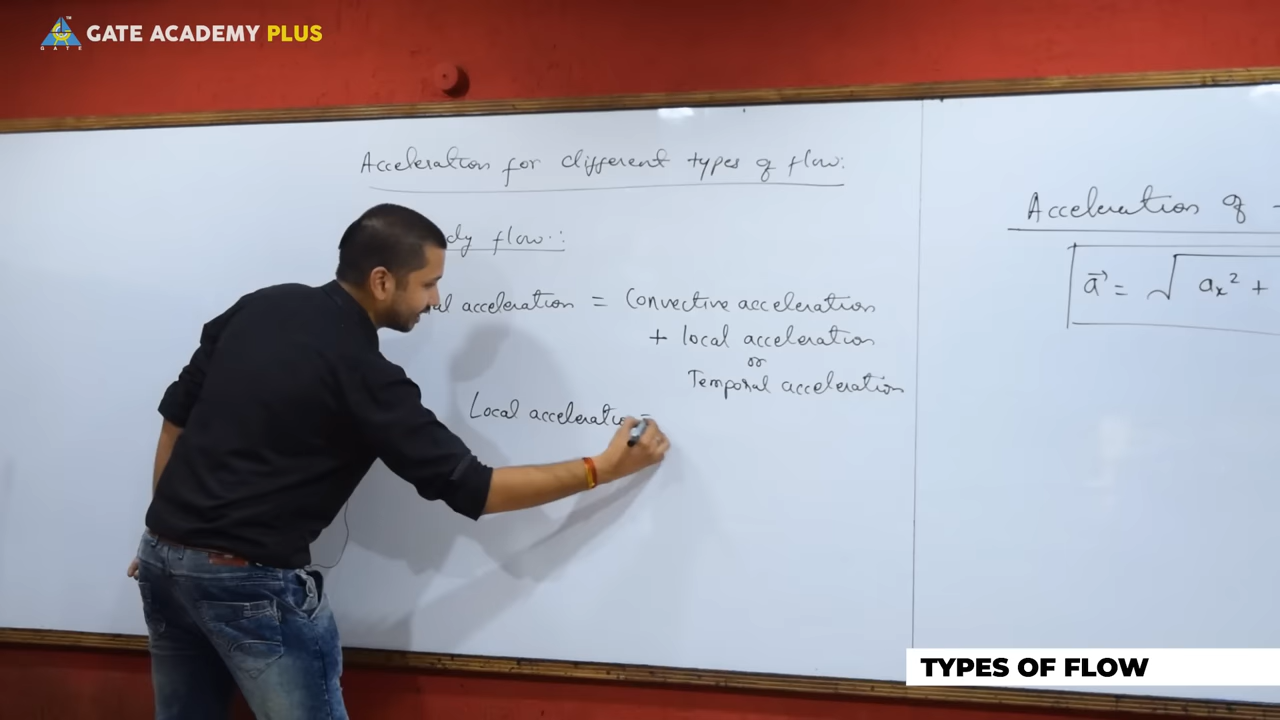 GATE ACADEMY PLUS
GATE
Acceleration for different types of flow:
dy flow:
al acceleration = Convective acceleration
+ local acceleration
or
Temporal acceleration
Local acceleratio =
Acceleration of
a⃗ = √ ax² +
TYPES OF FLOW